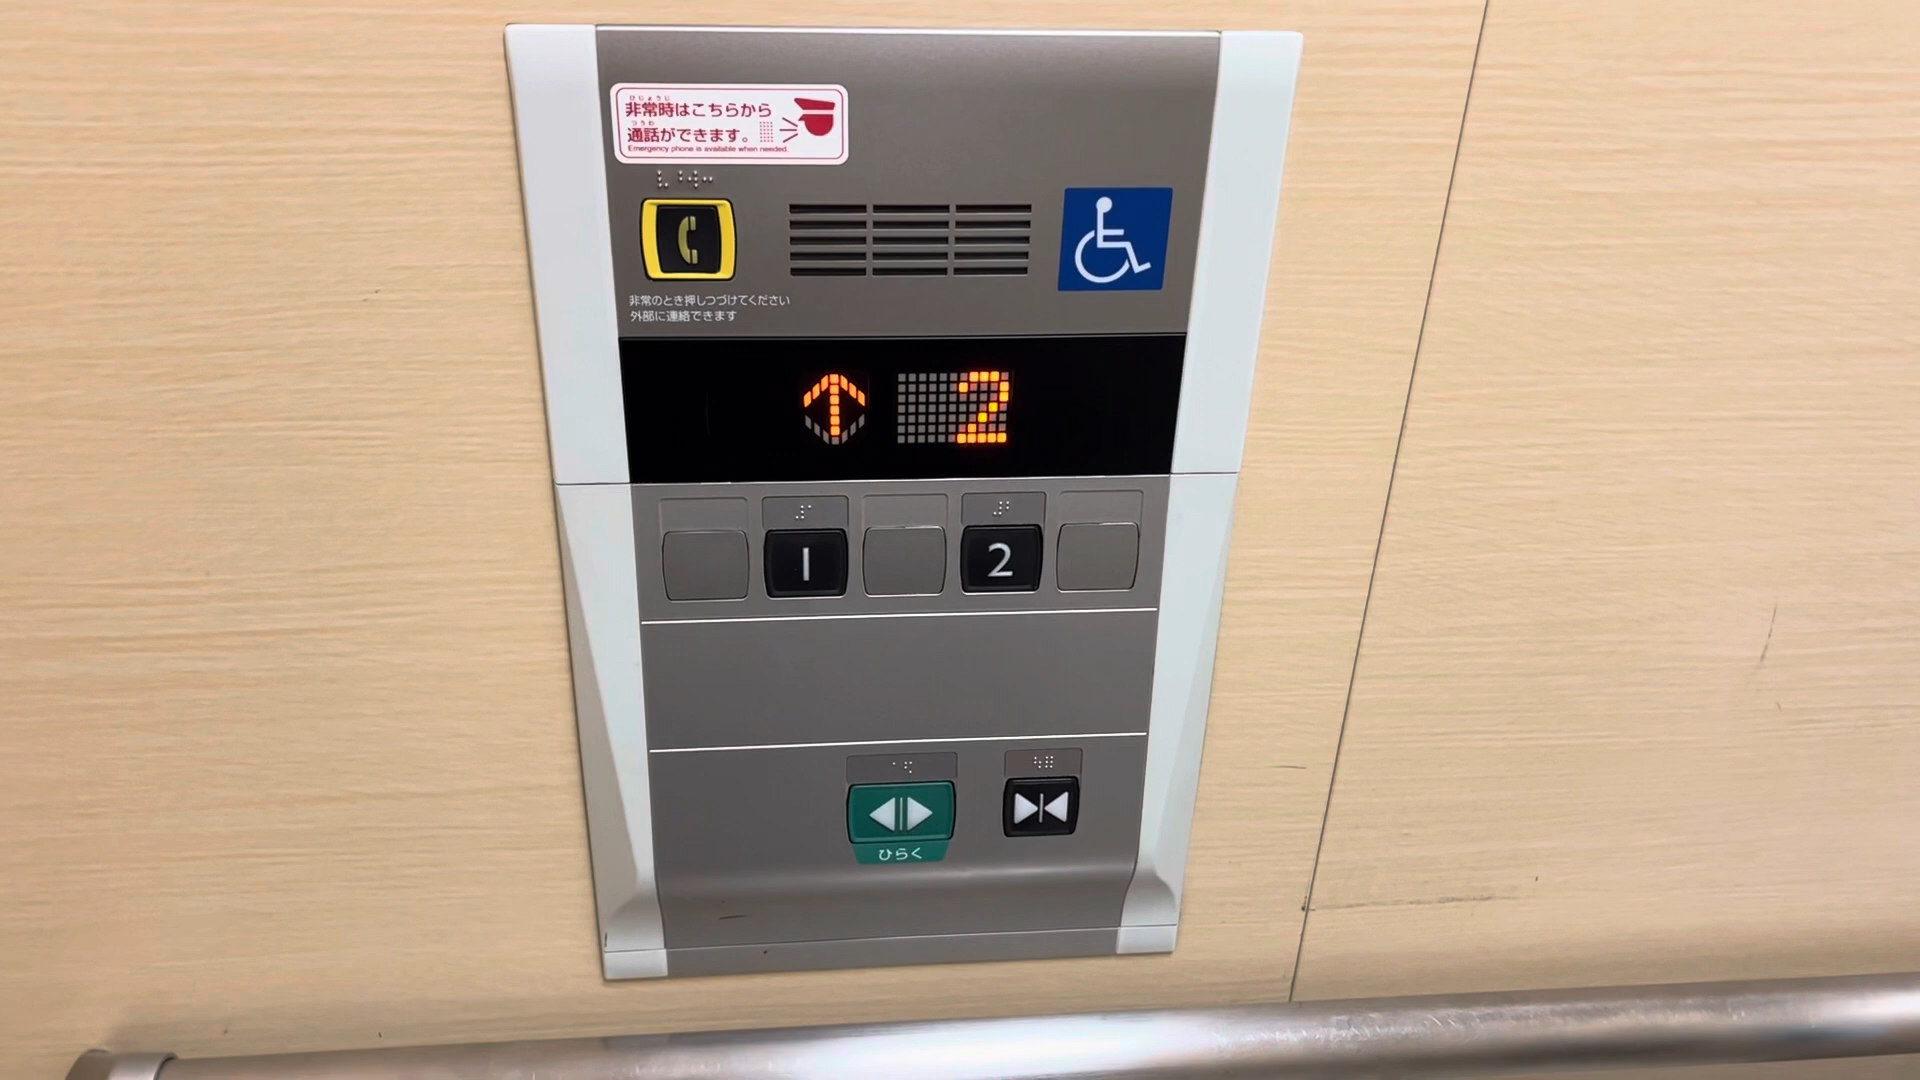 非常時はこちらから
通話ができます。
Emergency phone is available when needed.
非常のとき押しつづけてください
外部に連絡できます
2
1 2
ひらく